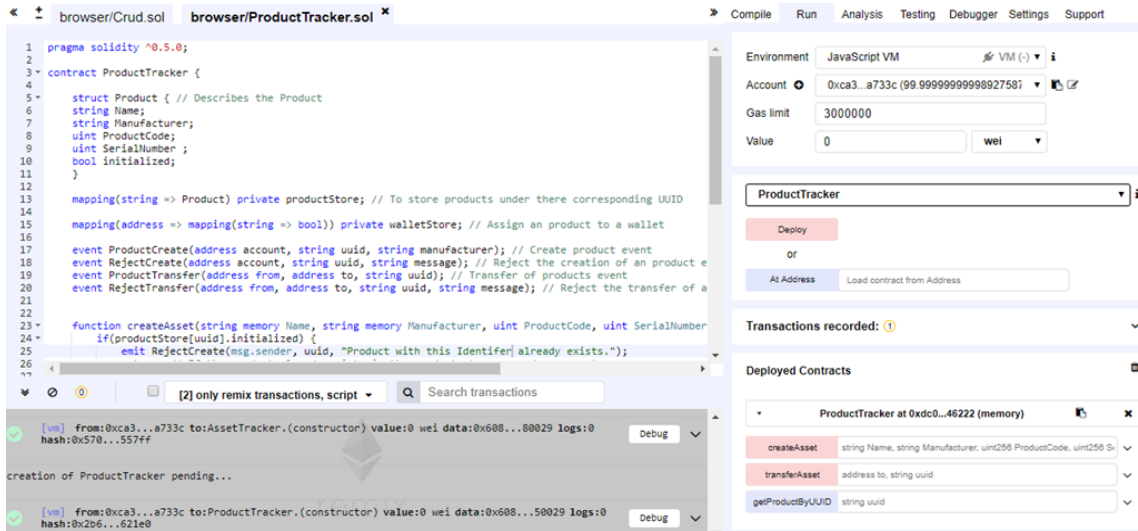 browser/Crud.sol browser/ProductTracker.sol
1 pragma solidity ^0.5.0;
2
3 contract ProductTracker {
4
5 struct Product { // Describes the Product
6 string Name;
7 string Manufacturer;
8 uint ProductCode;
9 uint SerialNumber ;
10 bool initialized;
11 }
12
13 mapping(string => Product) private productStore; // To store products under there corresponding UUID
14
15 mapping(address => mapping(string => bool)) private walletStore; // Assign an product to a wallet
16
17 event ProductCreate(address account, string uuid, string manufacturer); // Create product event
18 event RejectCreate(address account, string uuid, string message); // Reject the creation of an product e
19 event ProductTransfer(address from, address to, string uuid); // Transfer of products event
20 event RejectTransfer(address from, address to, string uuid, string message); // Reject the transfer of a
21
22
23 function createAsset(string memory Name, string memory Manufacturer, uint ProductCode, uint SerialNumber
24 if(productStore[uuid].initialized) {
25 emit RejectCreate(msg.sender, uuid, "Product with this Identifer already exists.");
26
27
0 [2] only remix transactions, script Search transactions
[vm] from:0xca3...a733c to:AssetTracker.(constructor) value:0 wei data:0x608...80029 logs:0
hash:0x570...557ff
Debug
creation of ProductTracker pending...
remix
[vm] from:0xca3...a733c to:ProductTracker.(constructor) value:0 wei data:0x608...50029 logs:0
hash:0x2b6...621e0
Debug
Compile Run Analysis Testing Debugger Settings Support
Environment JavaScript VM VM (-) i
Account 0xca3...a733c (99.99999999998927587
Gas limit 3000000
Value 0 wei
ProductTracker i
Deploy
or
At Address Load contract from Address
Transactions recorded: 1
Deployed Contracts
ProductTracker at 0xdc0...46222 (memory)
createAsset string Name, string Manufacturer, uint256 ProductCode, uint256 S
transferAsset address to, string uuid
getProductByUUID string uuid